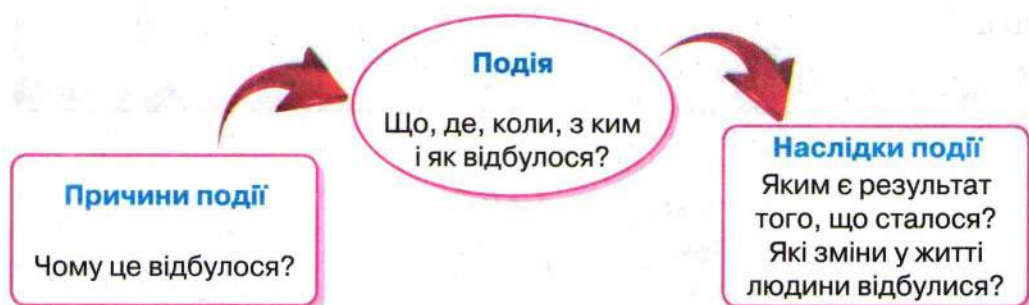 Причини події
Чому це відбулося?
Подія
Що, де, коли, з ким
і як відбулося?
Наслідки події
Яким є результат
того, що сталося?
Які зміни у житті
людини відбулися?